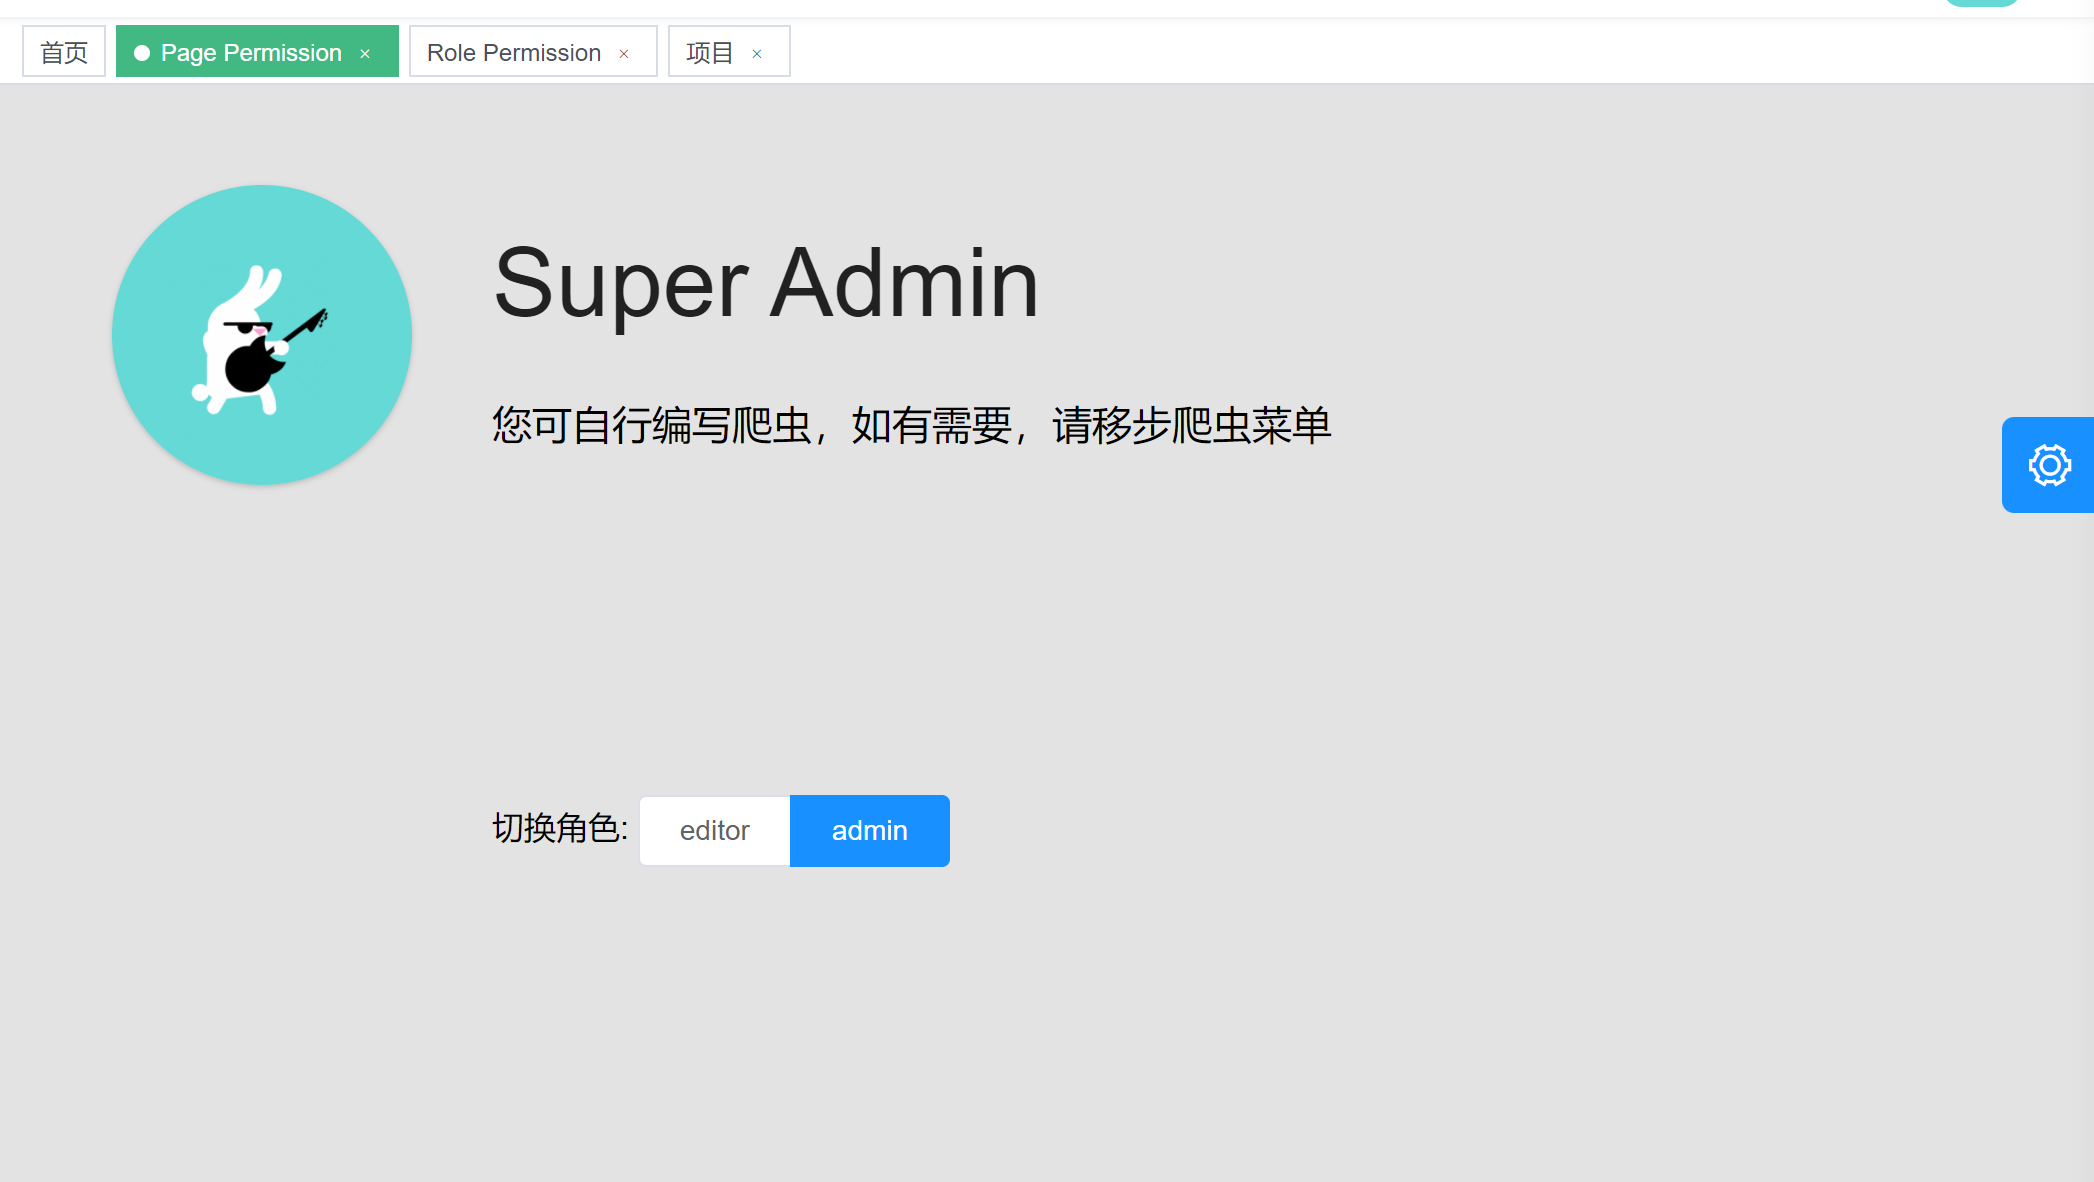 首页 Page Permission × Role Permission × 项目 ×
Super Admin
您可自行编写爬虫，如有需要，请移步爬虫菜单
切换角色: editor admin